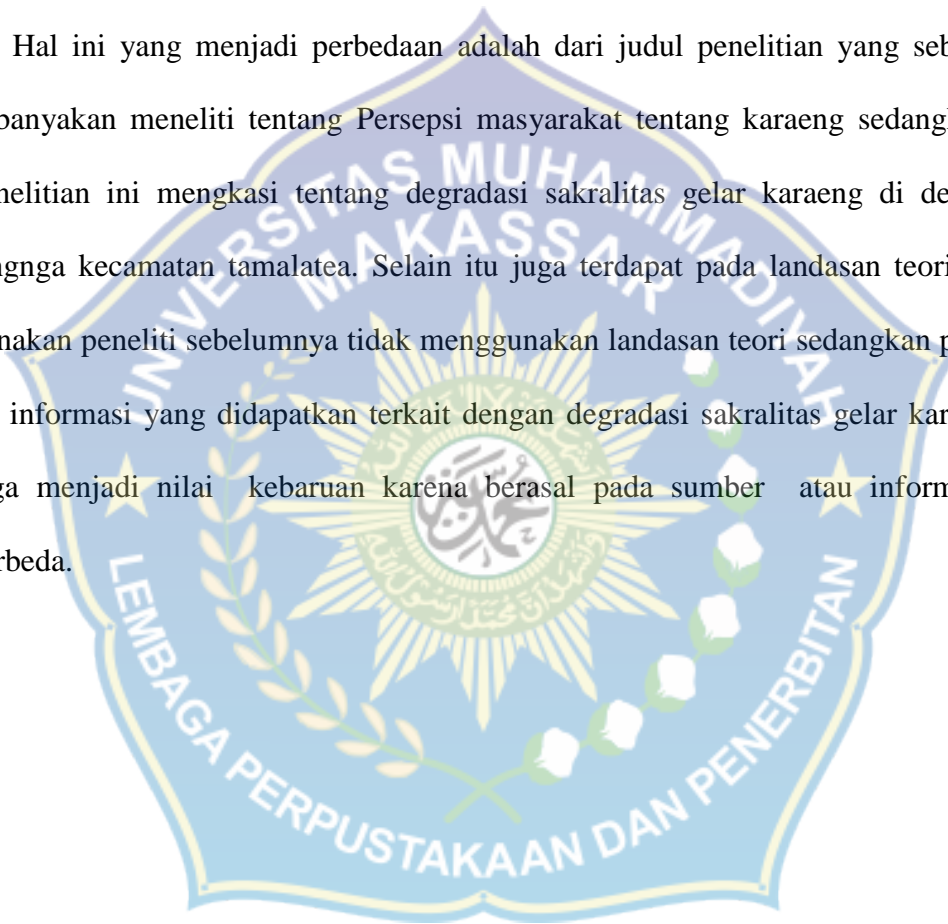 Hal ini yang menjadi perbedaan adalah dari judul penelitian yang seb
banyakan meneliti tentang Persepsi masyarakat tentang karaeng sedang
nelitian ini mengkasi tentang degradasi sakralitas gelar karaeng di de
ngnga kecamatan tamalatea. Selain itu juga terdapat pada landasan teori
nakan peneliti sebelumnya tidak menggunakan landasan teori sedangkan p
informasi yang didapatkan terkait dengan degradasi sakralitas gelar kar
ga menjadi nilai kebaruan karena berasal pada sumber atau inform
rbeda.
UNIVERSITAS MUHAMMADIYAH
MAKASSAR
LEMBAGA PERPUSTAKAAN DAN PENERBITAN